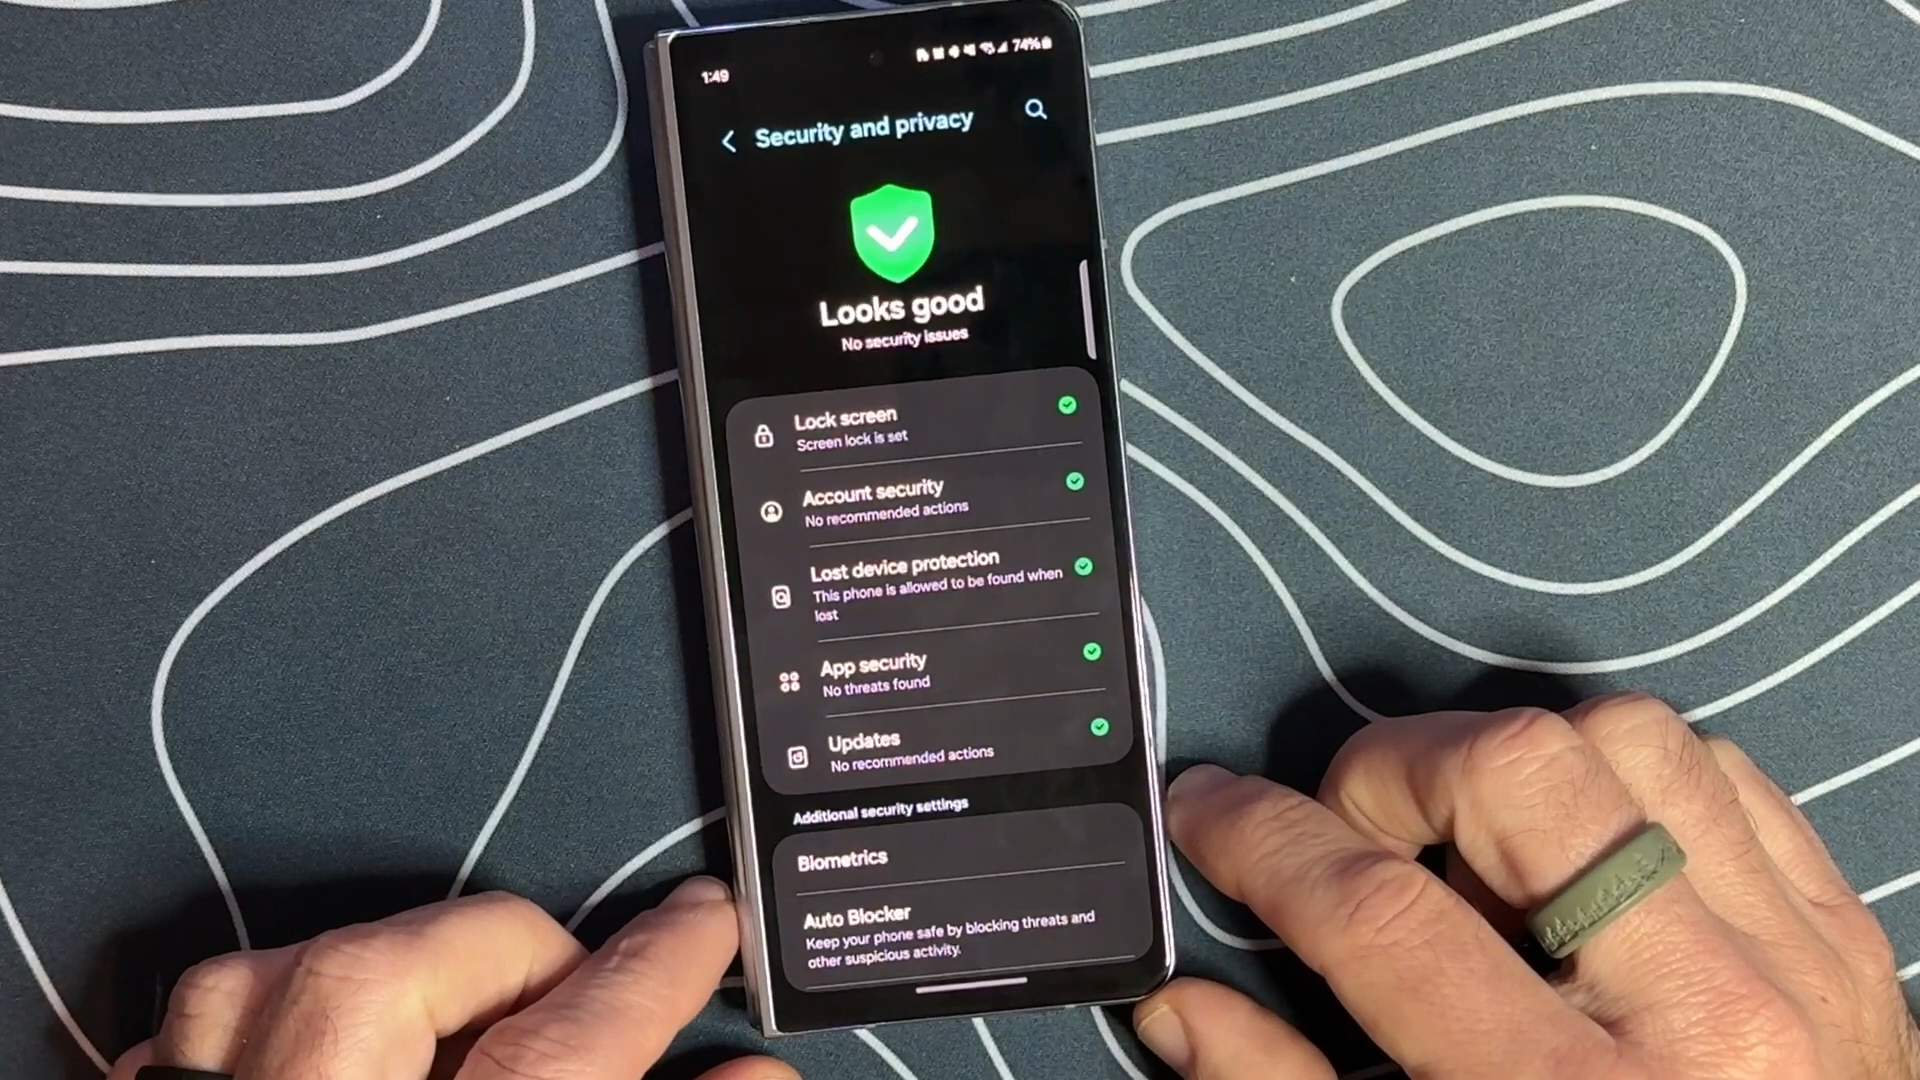 1:49
74%
Security and privacy
Looks good
No security issues
Lock screen
Screen lock is set
Account security
No recommended actions
Lost device protection
This phone is allowed to be found when
lost
App security
No threats found
Updates
No recommended actions
Additional security settings
Biometrics
Auto Blocker
Keep your phone safe by blocking threats and
other suspicious activity.